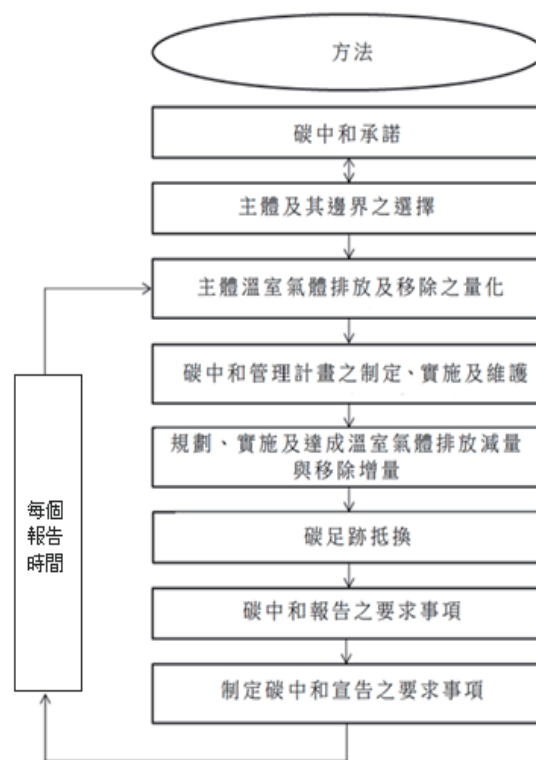 方法
碳中和承諾
主體及其邊界之選擇
主體溫室氣體排放及移除之量化
碳中和管理計畫之制定、實施及維護
規劃、實施及達成溫室氣體排放減量
與移除增量
碳足跡抵換
碳中和報告之要求事項
制定碳中和宣告之要求事項
每個
報告
時間